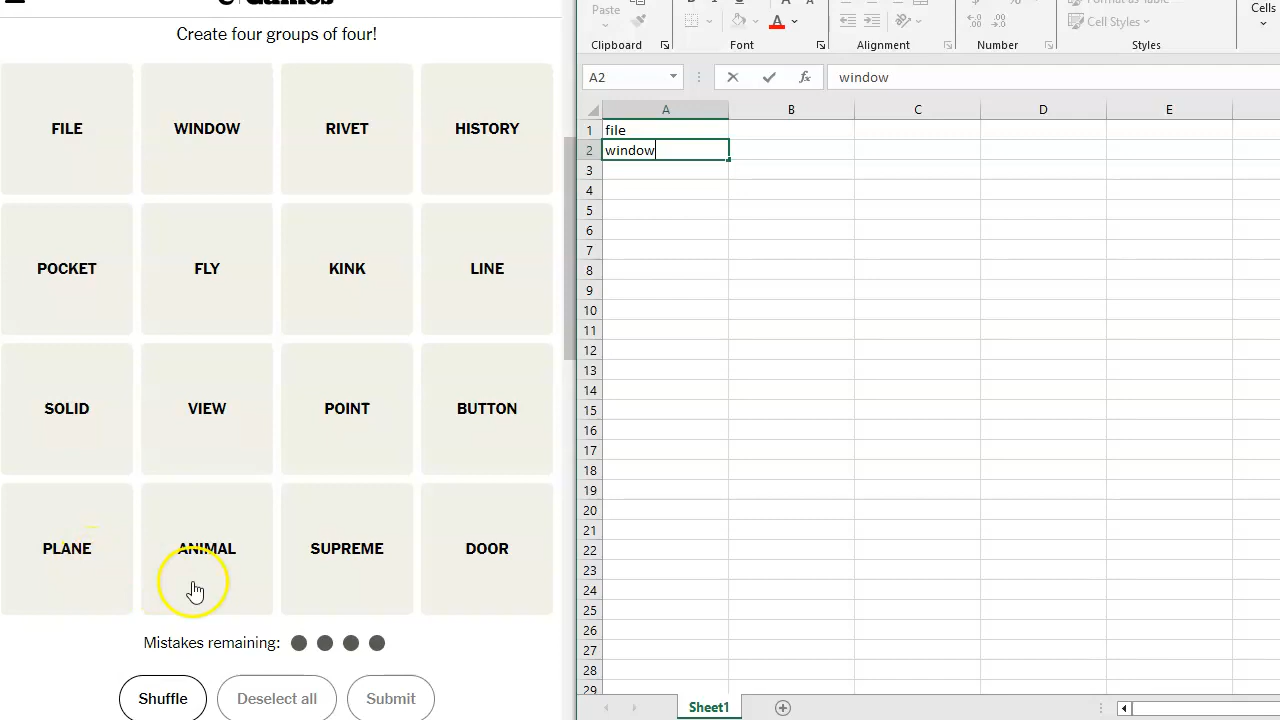 Create four groups of four!
FILE WINDOW RIVET HISTORY
POCKET FLY KINK LINE
SOLID VIEW POINT BUTTON
PLANE ANIMAL SUPREME DOOR
Mistakes remaining:
Shuffle Deselect all Submit
Paste
Cell Styles
Cells
Clipboard Font Alignment Number Styles
A2 fx window
A B C D E
1 file
2 window
3
4
5
6
7
8
9
10
11
12
13
14
15
16
17
18
19
20
21
22
23
24
25
26
27
28
29
Sheet1